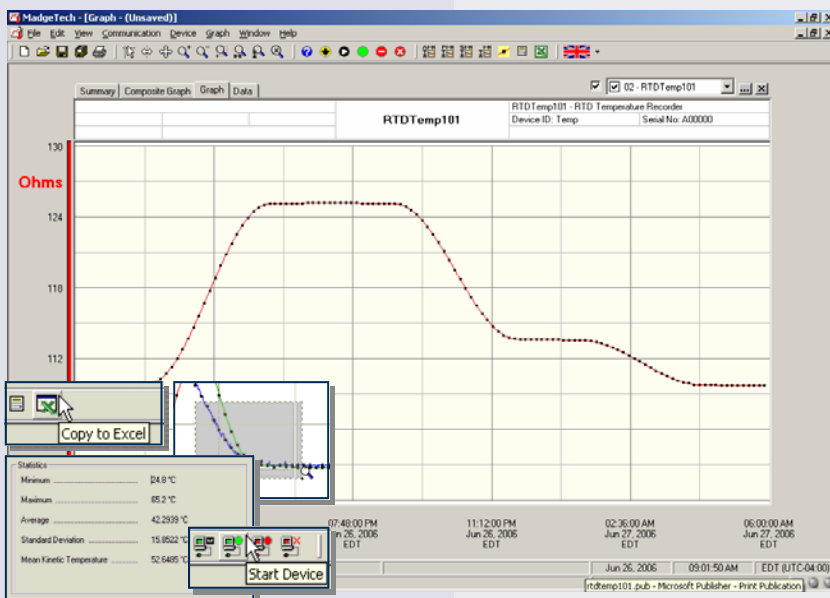 MadgeTech - [Graph - (Unsaved)]
File Edit View Communication Device Graph Window Help
Summary Composite Graph Graph Data
02 - RTDTemp101
RTDTemp101
RTDTemp101 - RTD Temperature Recorder
Device ID: Temp Serial No: A00000
Ohms
130
124
118
112
Copy to Excel
Statistics
Minimum 24.8 °C
Maximum 65.2 °C
Average 42.2939 °C
Standard Deviation 15.8522 °C
Mean Kinetic Temperature 52.6485 °C
Start Device
07:48:00 PM 11:12:00 PM 02:36:00 AM 06:00:00 AM
n 26, 2006 Jun 26, 2006 Jun 27, 2006 Jun 27, 2006
EDT EDT EDT EDT
Jun 26, 2006 09:01:50 AM EDT (UTC-04:00)
rtdtemp101.pub - Microsoft Publisher - Print Publication